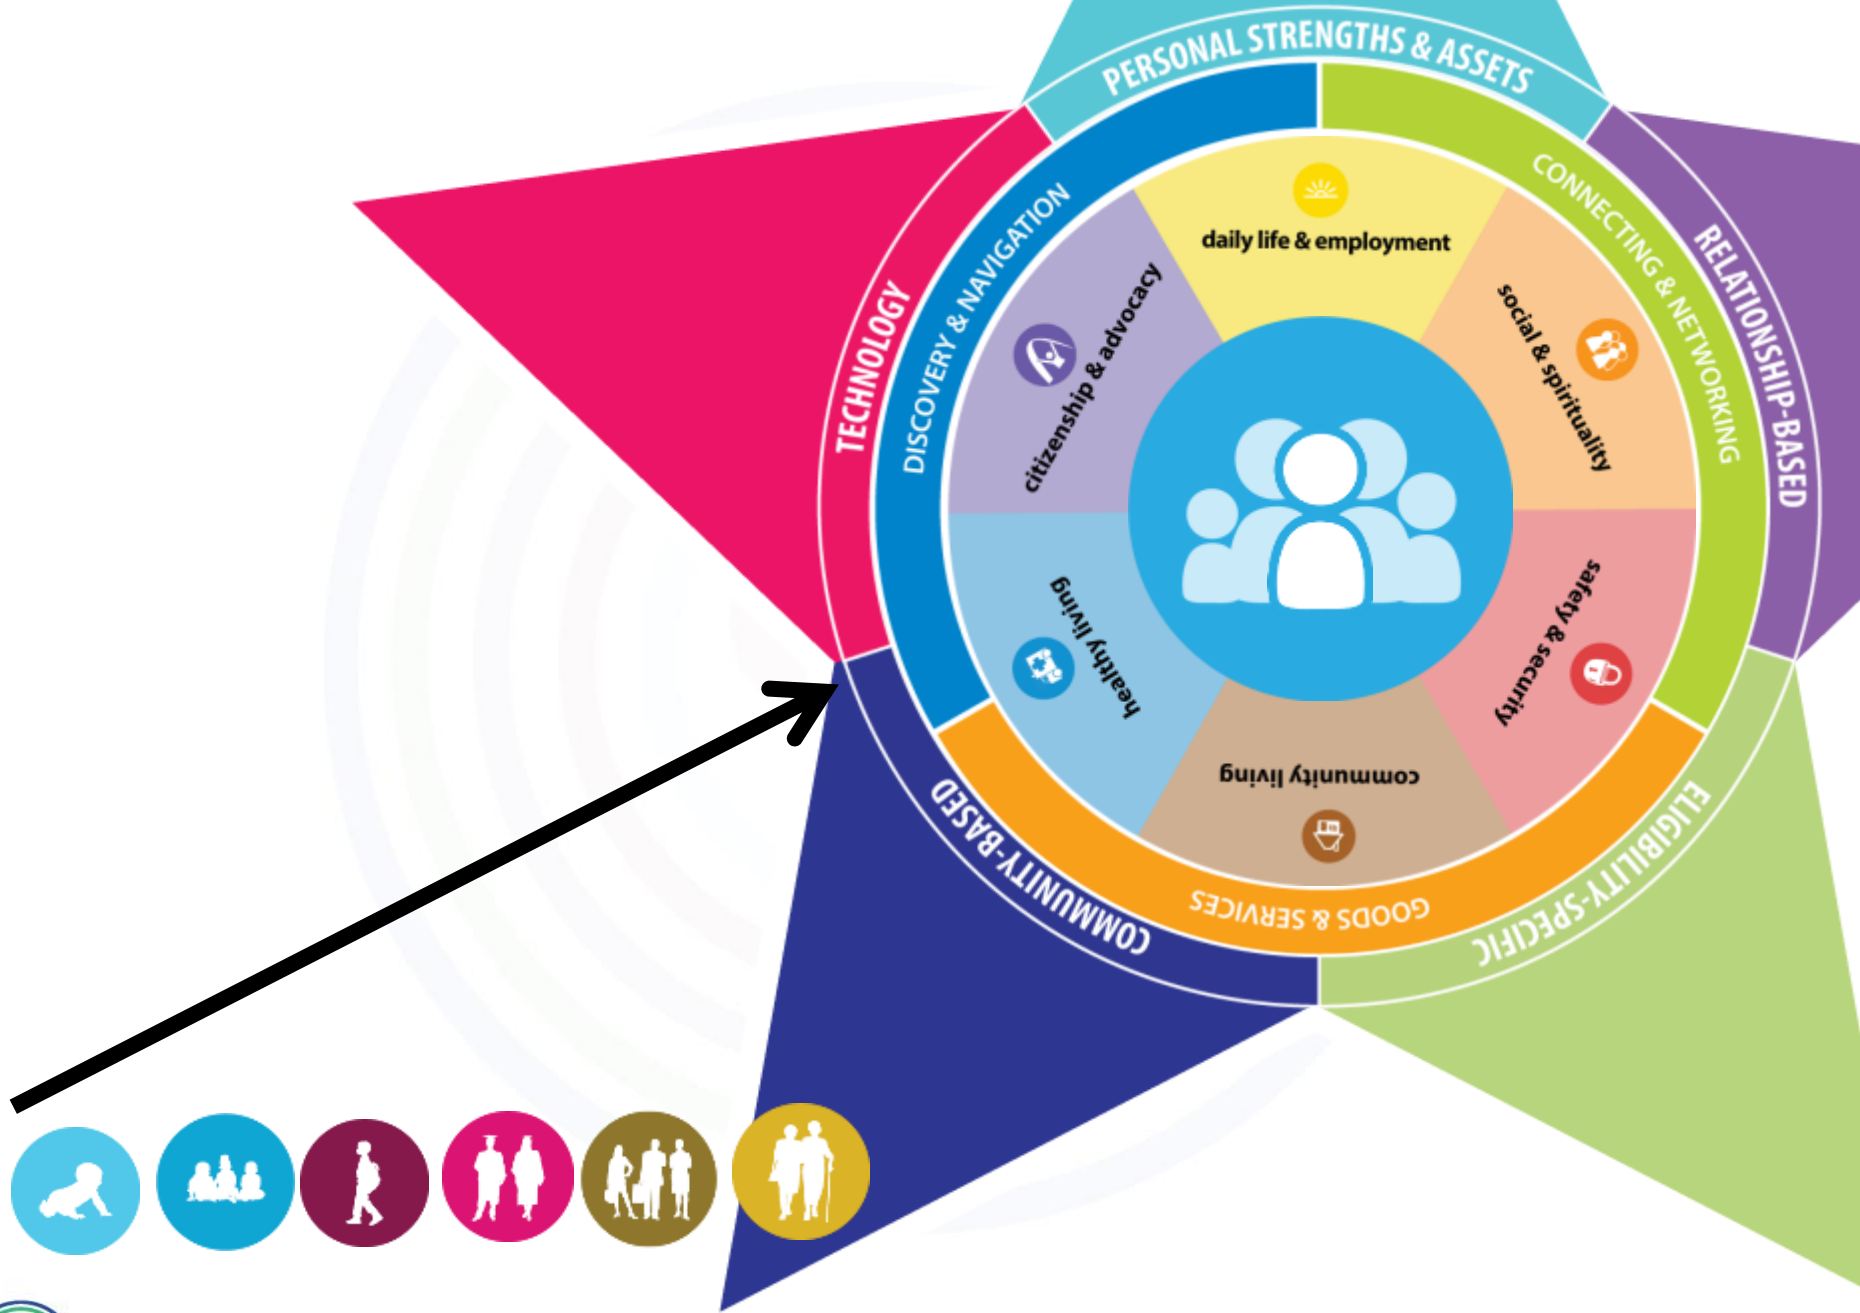 PERSONAL STRENGTHS & ASSETS
TECHNOLOGY
RELATIONSHIP-BASED
DISCOVERY & NAVIGATION
CONNECTING & NETWORKING
daily life & employment
citizenship & advocacy
social & spirituality
healthy living
safety & security
community living
GOODS & SERVICES
COMMUNITY-BASED
ELIGIBILITY-SPECIFIC